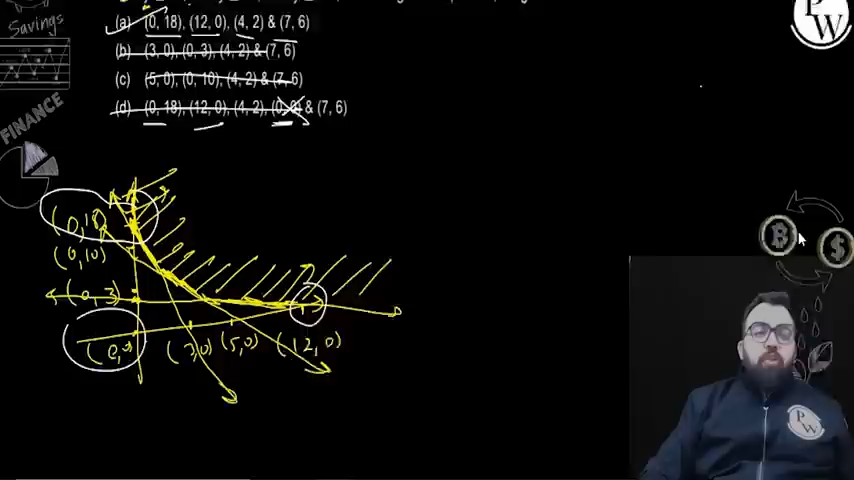 (a) (0, 18), (12, 0), (4, 2) & (7, 6)
(b) (3, 0), (0, 3), (4, 2) & (7, 6)
(c) (5, 0), (0, 10), (4, 2) & (7, 6)
(d) (0, 18), (12, 0), (4, 2), (0, & (7, 6)
Savings
FINANCE
P
W
(0, 18)
(0, 10)
(0, 3)
(0,
(3,0) (5,0) (12,0)
P
W